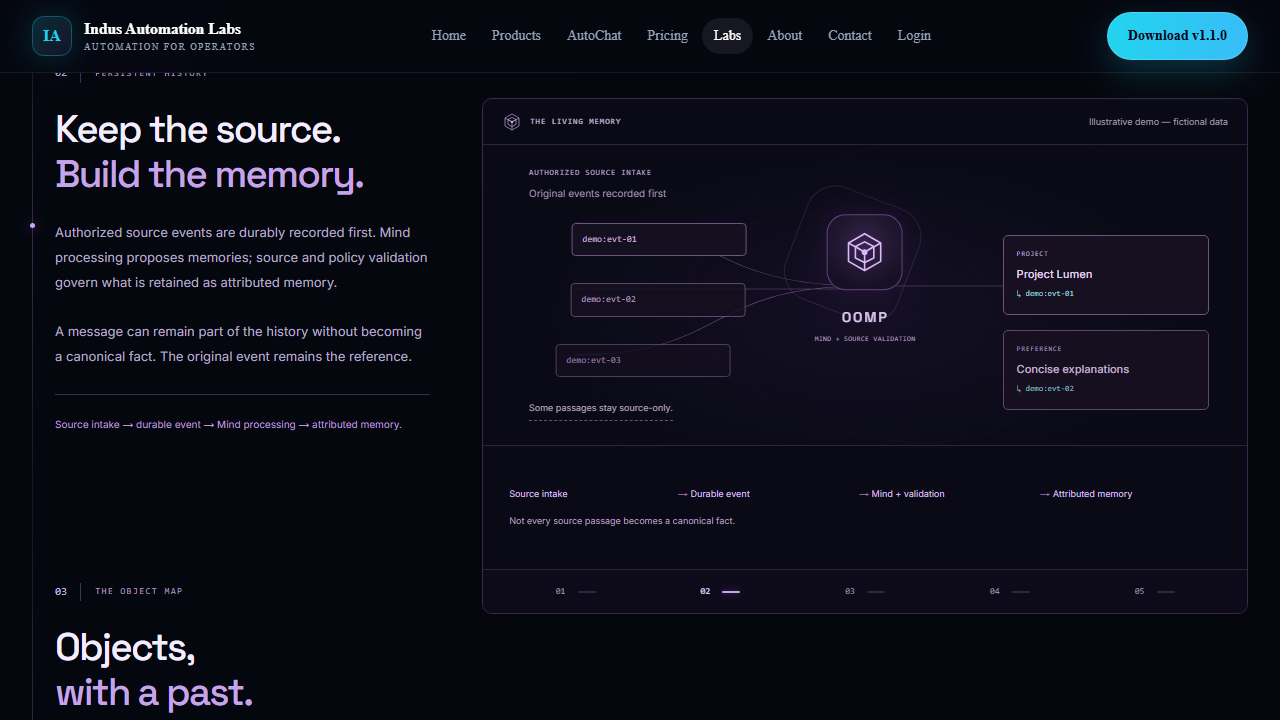 IA
Indus Automation Labs
AUTOMATION FOR OPERATORS
Home
Products
AutoChat
Pricing
Labs
About
Contact
Login
Download v1.1.0
02
PERSISTENT HISTORY
Keep the source.
Build the memory.
Authorized source events are durably recorded first. Mind
processing proposes memories; source and policy validation
govern what is retained as attributed memory.
A message can remain part of the history without becoming
a canonical fact. The original event remains the reference.
Source intake → durable event → Mind processing → attributed memory.
THE LIVING MEMORY
Illustrative demo — fictional data
AUTHORIZED SOURCE INTAKE
Original events recorded first
demo:evt-01
demo:evt-02
demo:evt-03
Some passages stay source-only.
OOMP
MIND + SOURCE VALIDATION
PROJECT
Project Lumen
↳ demo:evt-01
PREFERENCE
Concise explanations
↳ demo:evt-02
Source intake
→ Durable event
→ Mind + validation
→ Attributed memory
Not every source passage becomes a canonical fact.
01
02
03
04
05
03
THE OBJECT MAP
Objects,
with a past.